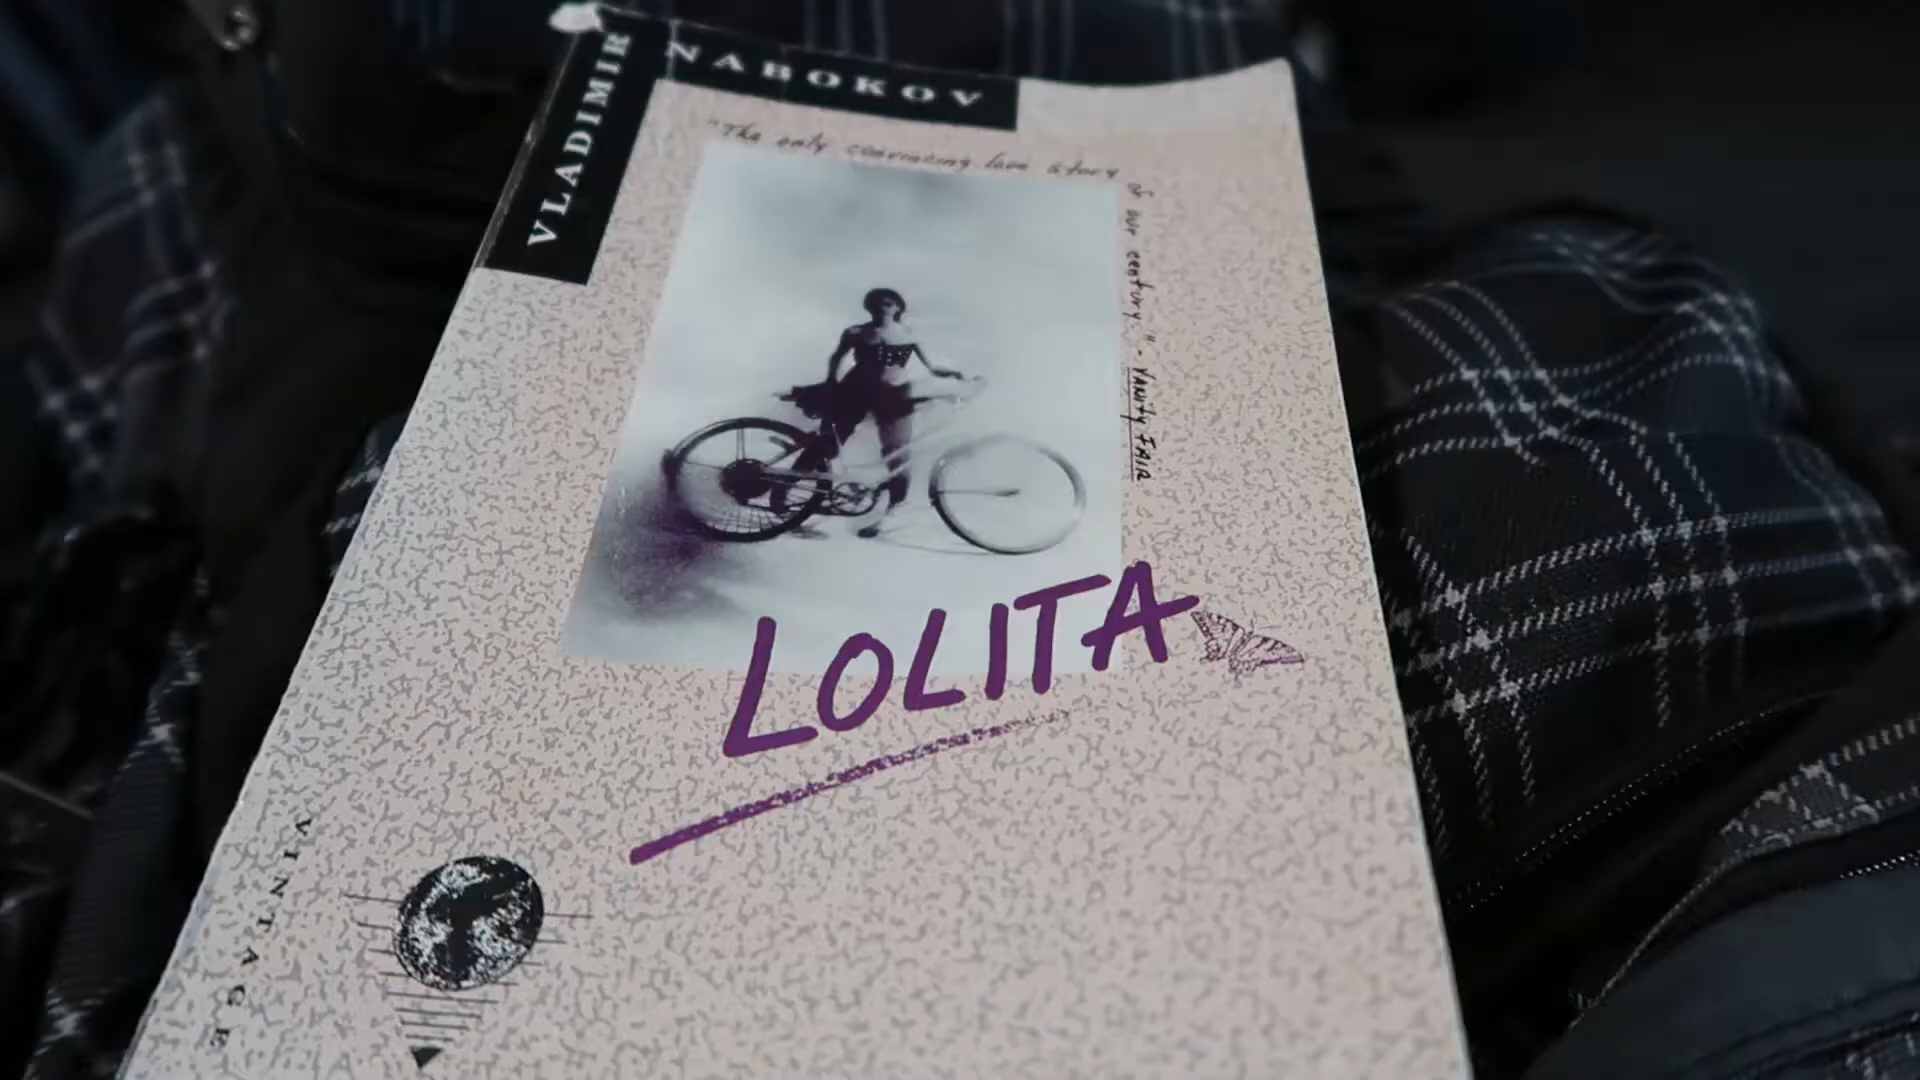 VLADIMIR
NABOKOV
"The only convincing love story
of our century." - VANITY FAIR
LOLITA
VINTAGE